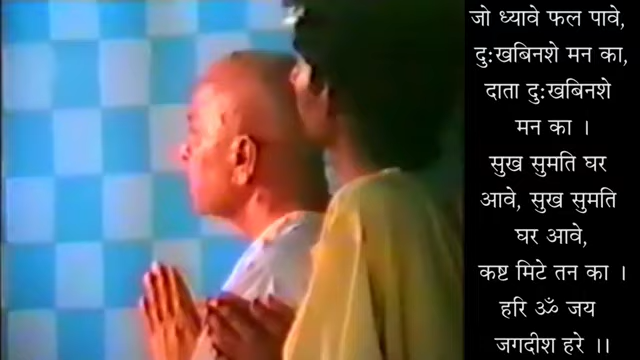 जो ध्यावे फल पावे,
दुःखबिनशे मन का,
दाता दुःखबिनशे
मन का ।
सुख सुमति घर
आवे, सुख सुमति
घर आवे,
कष्ट मिटे तन का ।
हरि ॐ जय
जगदीश हरे ।।